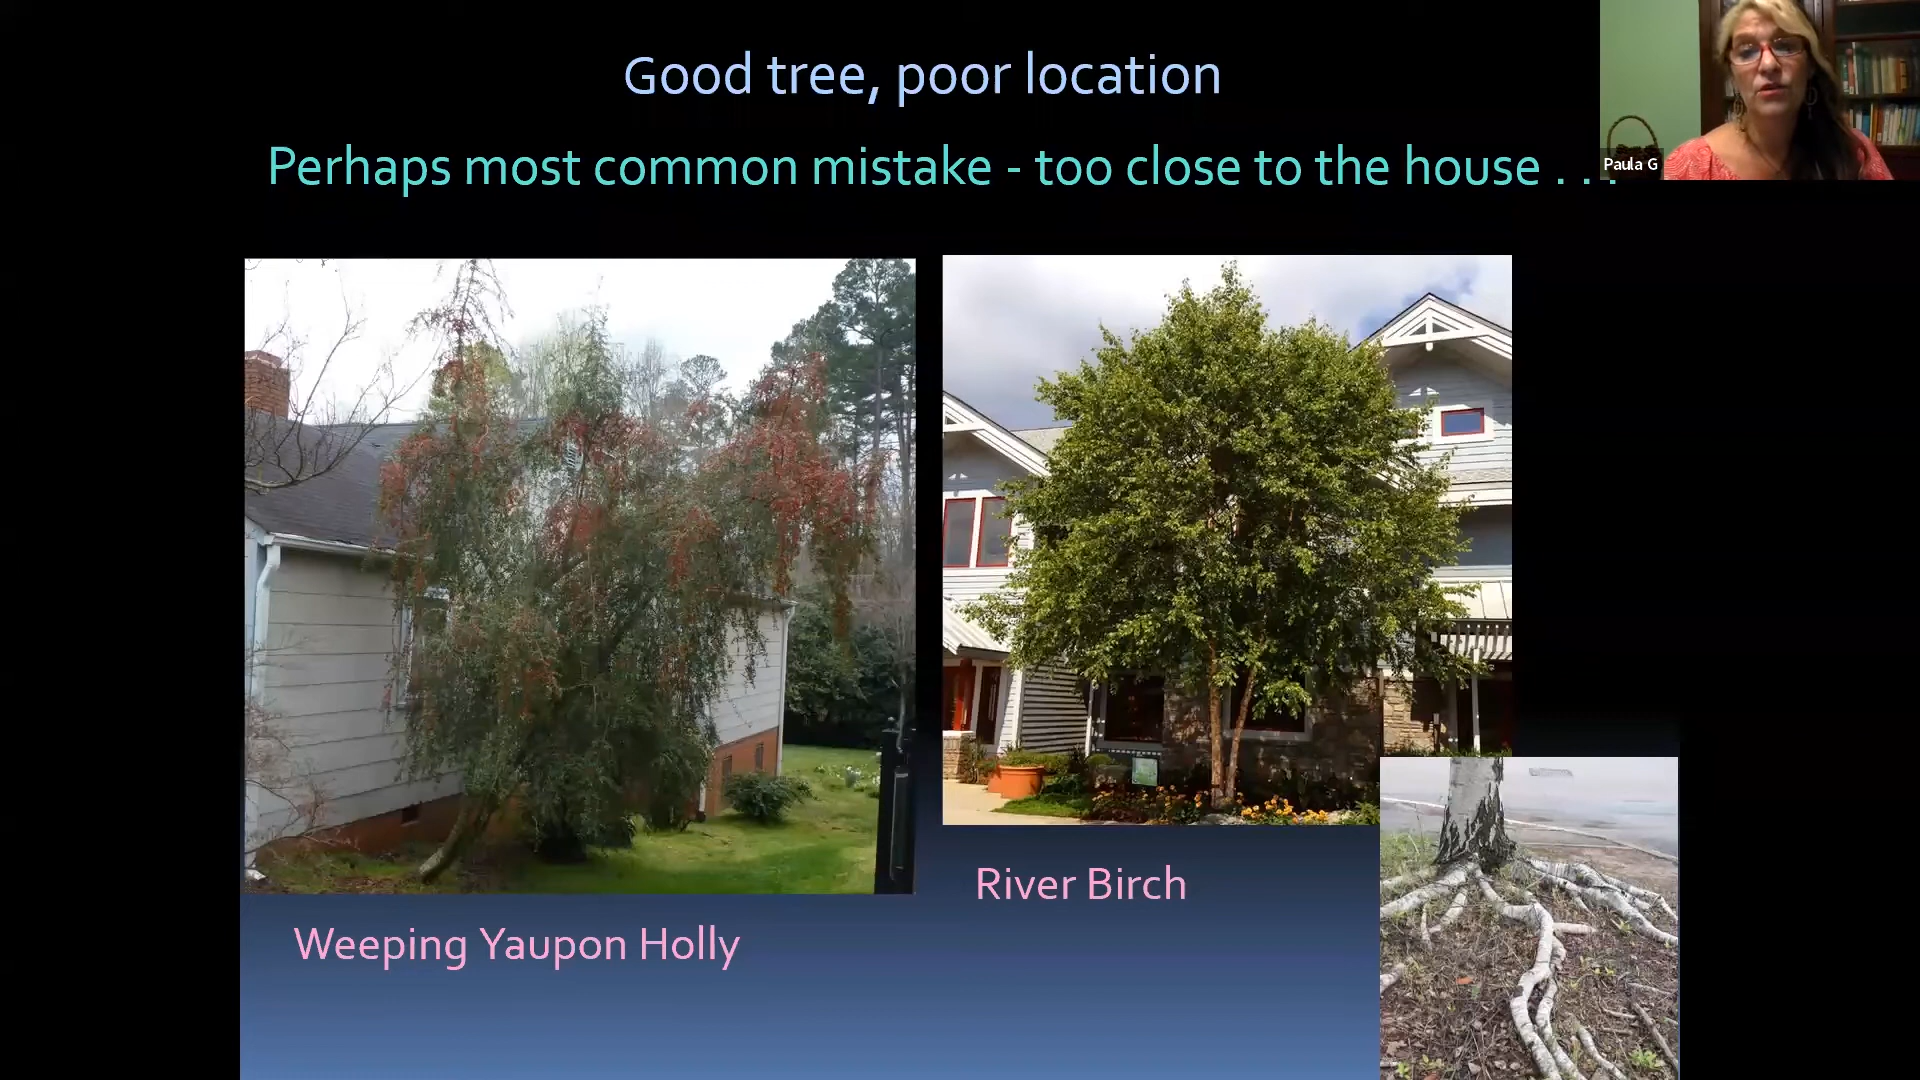 Good tree, poor location
Perhaps most common mistake - too close to the house . . .
Paula G
River Birch
Weeping Yaupon Holly